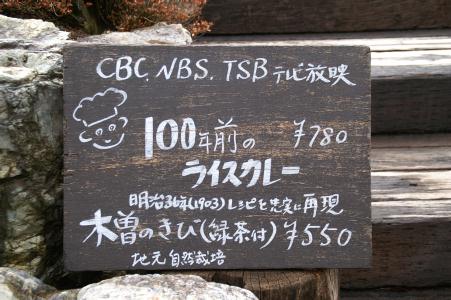 CBC. NBS. TSB テレビ放映
100年前の ¥780
ライスカレー
明治36年(1903)レシピを忠実に再現
木曽のきび(緑茶付)¥550
地元自然栽培